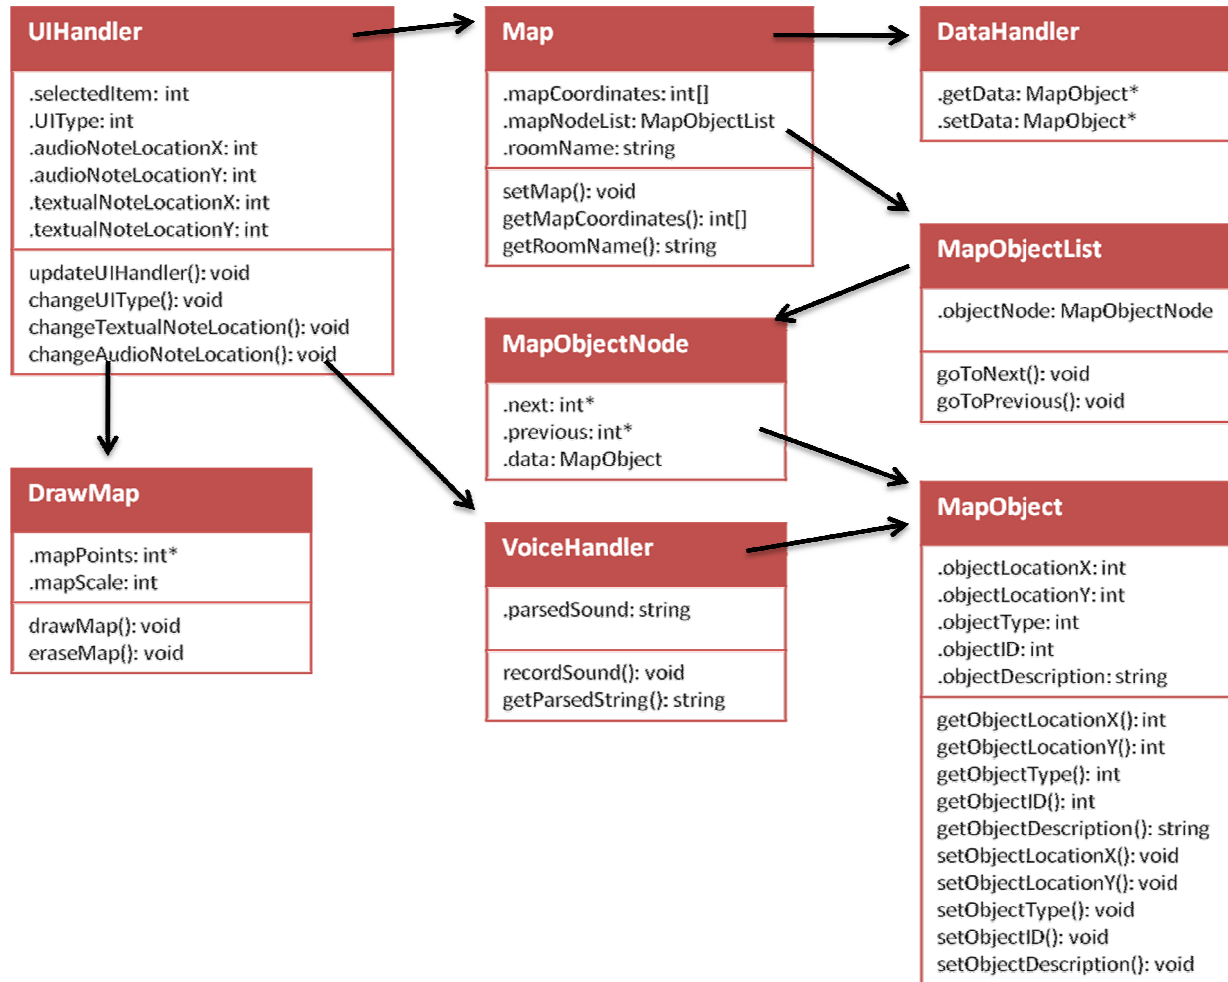 UIHandler
.selectedItem: int
.UIType: int
.audioNoteLocationX: int
.audioNoteLocationY: int
.textualNoteLocationX: int
.textualNoteLocationY: int
updateUIHandler(): void
changeUIType(): void
changeTextualNoteLocation(): void
changeAudioNoteLocation(): void
Map
.mapCoordinates: int[]
.mapNodeList: MapObjectList
.roomName: string
setMap(): void
getMapCoordinates(): int[]
getRoomName(): string
DataHandler
.getData: MapObject*
.setData: MapObject*
MapObjectList
.objectNode: MapObjectNode
goToNext(): void
goToPrevious(): void
MapObjectNode
.next: int*
.previous: int*
.data: MapObject
DrawMap
.mapPoints: int*
.mapScale: int
drawMap(): void
eraseMap(): void
VoiceHandler
.parsedSound: string
recordSound(): void
getParsedString(): string
MapObject
.objectLocationX: int
.objectLocationY: int
.objectType: int
.objectID: int
.objectDescription: string
getObjectLocationX(): int
getObjectLocationY(): int
getObjectType(): int
getObjectID(): int
getObjectDescription(): string
setObjectLocationX(): void
setObjectLocationY(): void
setObjectType(): void
setObjectID(): void
setObjectDescription(): void